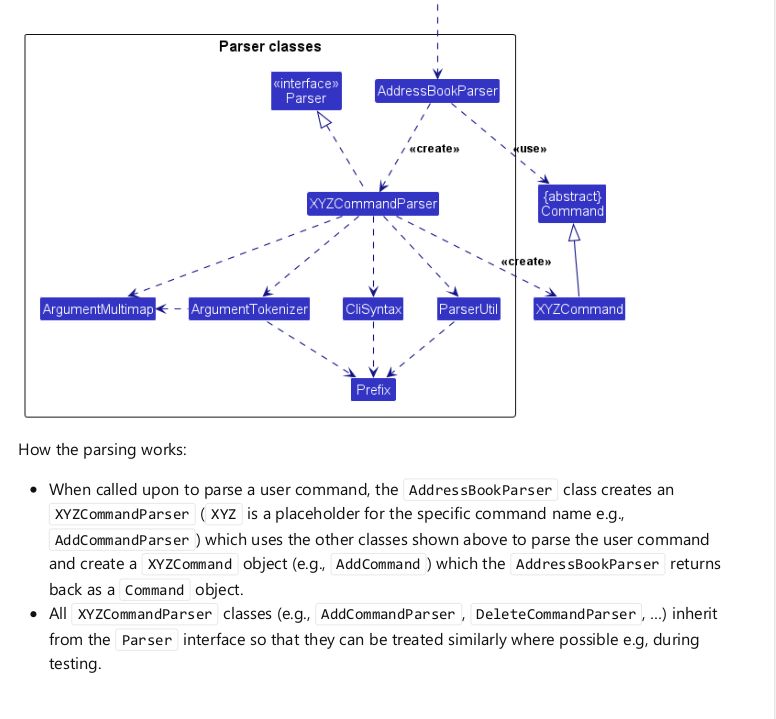 Parser classes
«interface»
Parser
AddressBookParser
«create»
«use»
XYZCommandParser
{abstract}
Command
«create»
ArgumentMultimap
ArgumentTokenizer
CliSyntax
ParserUtil
XYZCommand
Prefix
How the parsing works:
• When called upon to parse a user command, the AddressBookParser class creates an
XYZCommandParser ( XYZ is a placeholder for the specific command name e.g.,
AddCommandParser ) which uses the other classes shown above to parse the user command
and create a XYZCommand object (e.g., AddCommand ) which the AddressBookParser returns
back as a Command object.
• All XYZCommandParser classes (e.g., AddCommandParser , DeleteCommandParser , ...) inherit
from the Parser interface so that they can be treated similarly where possible e.g, during
testing.